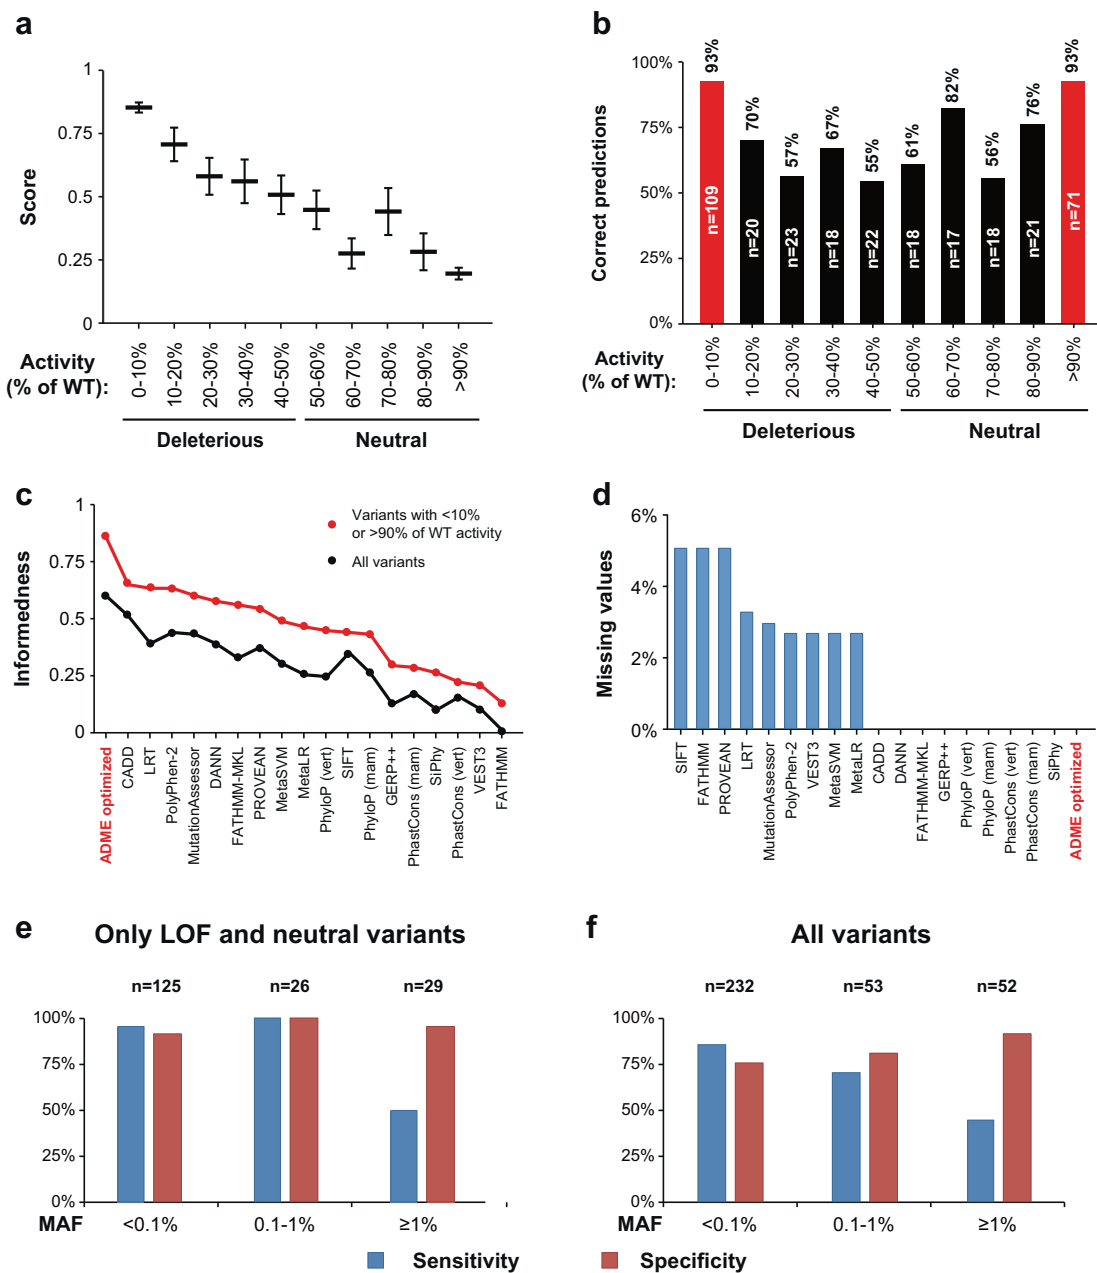 a
1
0.75
0.5
0.25
0
Score
Activity
(% of WT):
0-10%
10-20%
20-30%
30-40%
40-50%
50-60%
60-70%
70-80%
80-90%
>90%
Deleterious
Neutral
b
100%
75%
50%
25%
0%
Correct predictions
93%
70%
57%
67%
55%
61%
82%
56%
76%
93%
n=109
n=20
n=23
n=18
n=22
n=18
n=17
n=18
n=21
n=71
Activity
(% of WT):
0-10%
10-20%
20-30%
30-40%
40-50%
50-60%
60-70%
70-80%
80-90%
>90%
Deleterious
Neutral
c
1
0.75
0.5
0.25
0
Informedness
Variants with <10%
or >90% of WT activity
All variants
ADME optimized
CADD
LRT
PolyPhen-2
MutationAssessor
DANN
FATHMM-MKL
PROVEAN
MetaSVM
MetaLR
PhyloP (vert)
SIFT
PhyloP (mam)
GERP++
PhastCons (mam)
SiPhy
PhastCons (vert)
VEST3
FATHMM
d
6%
4%
2%
0%
Missing values
SIFT
FATHMM
PROVEAN
LRT
MutationAssessor
PolyPhen-2
VEST3
MetaSVM
MetaLR
CADD
DANN
FATHMM-MKL
GERP++
PhyloP (vert)
PhyloP (mam)
PhastCons (vert)
PhastCons (mam)
SiPhy
ADME optimized
e
Only LOF and neutral variants
n=125
n=26
n=29
100%
75%
50%
25%
0%
MAF
<0.1%
0.1-1%
≥1%
f
All variants
n=232
n=53
n=52
100%
75%
50%
25%
0%
MAF
<0.1%
0.1-1%
≥1%
Sensitivity
Specificity